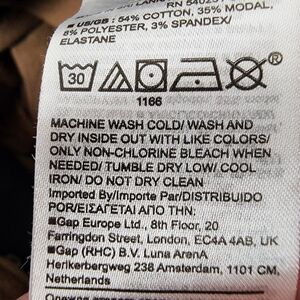 RN 54023
■ US/GB: 54% COTTON, 35% MODAL,
8% POLYESTER, 3% SPANDEX/
ELASTANE
30
1166
MACHINE WASH COLD/ WASH AND
DRY INSIDE OUT WITH LIKE COLORS/
ONLY NON-CHLORINE BLEACH WHEN
NEEDED/ TUMBLE DRY LOW/ COOL
IRON/ DO NOT DRY CLEAN
Imported By/Importe Par/DISTRIBUIDO
POR/ΕΙΣΑΓΕΤΑΙ ΑΠΟ ΤΗΝ:
■Gap Europe Ltd., 8th Floor, 20
Farringdon Street, London, EC4A 4AB, UK
■Gap (RHC) B.V. Luna ArenA
Herikerbergweg 238 Amsterdam, 1101 CM,
Netherlands